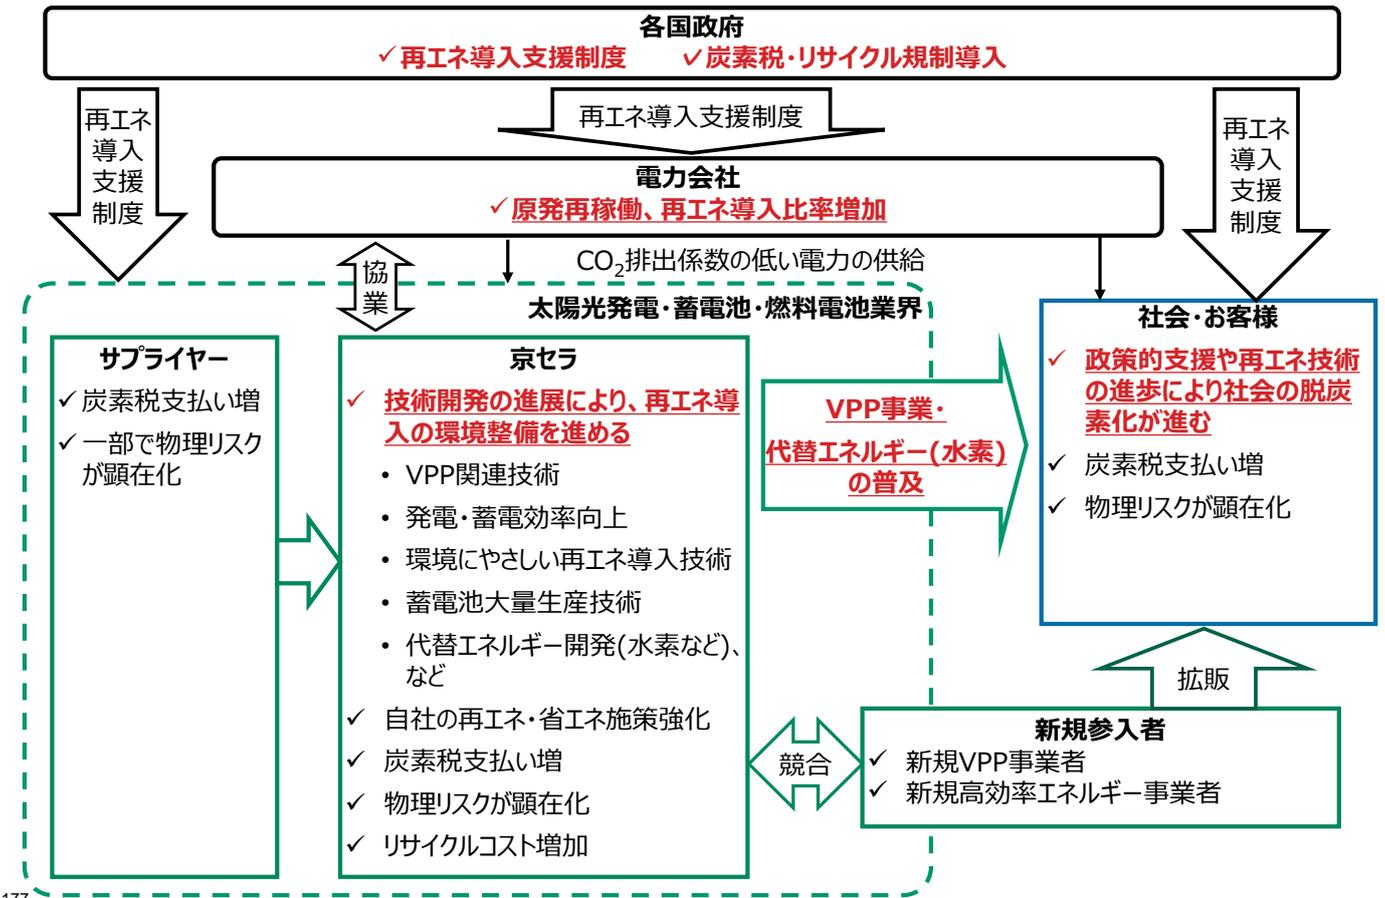 各国政府
✓再エネ導入支援制度 ✓炭素税・リサイクル規制導入
再エネ
導入
支援
制度
再エネ導入支援制度
再エネ
導入
支援
制度
電力会社
✓原発再稼働、再エネ導入比率増加
協
業
CO₂排出係数の低い電力の供給
太陽光発電・蓄電池・燃料電池業界
サプライヤー
✓炭素税支払い増
✓一部で物理リスク
が顕在化
京セラ
✓ 技術開発の進展により、再エネ導
入の環境整備を進める
• VPP関連技術
• 発電・蓄電効率向上
• 環境にやさしい再エネ導入技術
• 蓄電池大量生産技術
• 代替エネルギー開発(水素など)、
など
✓ 自社の再エネ・省エネ施策強化
✓ 炭素税支払い増
✓ 物理リスクが顕在化
✓ リサイクルコスト増加
VPP事業・
代替エネルギー(水素)
の普及
社会・お客様
✓ 政策的支援や再エネ技術
の進歩により社会の脱炭
素化が進む
✓ 炭素税支払い増
✓ 物理リスクが顕在化
拡販
競合
新規参入者
✓ 新規VPP事業者
✓ 新規高効率エネルギー事業者
177